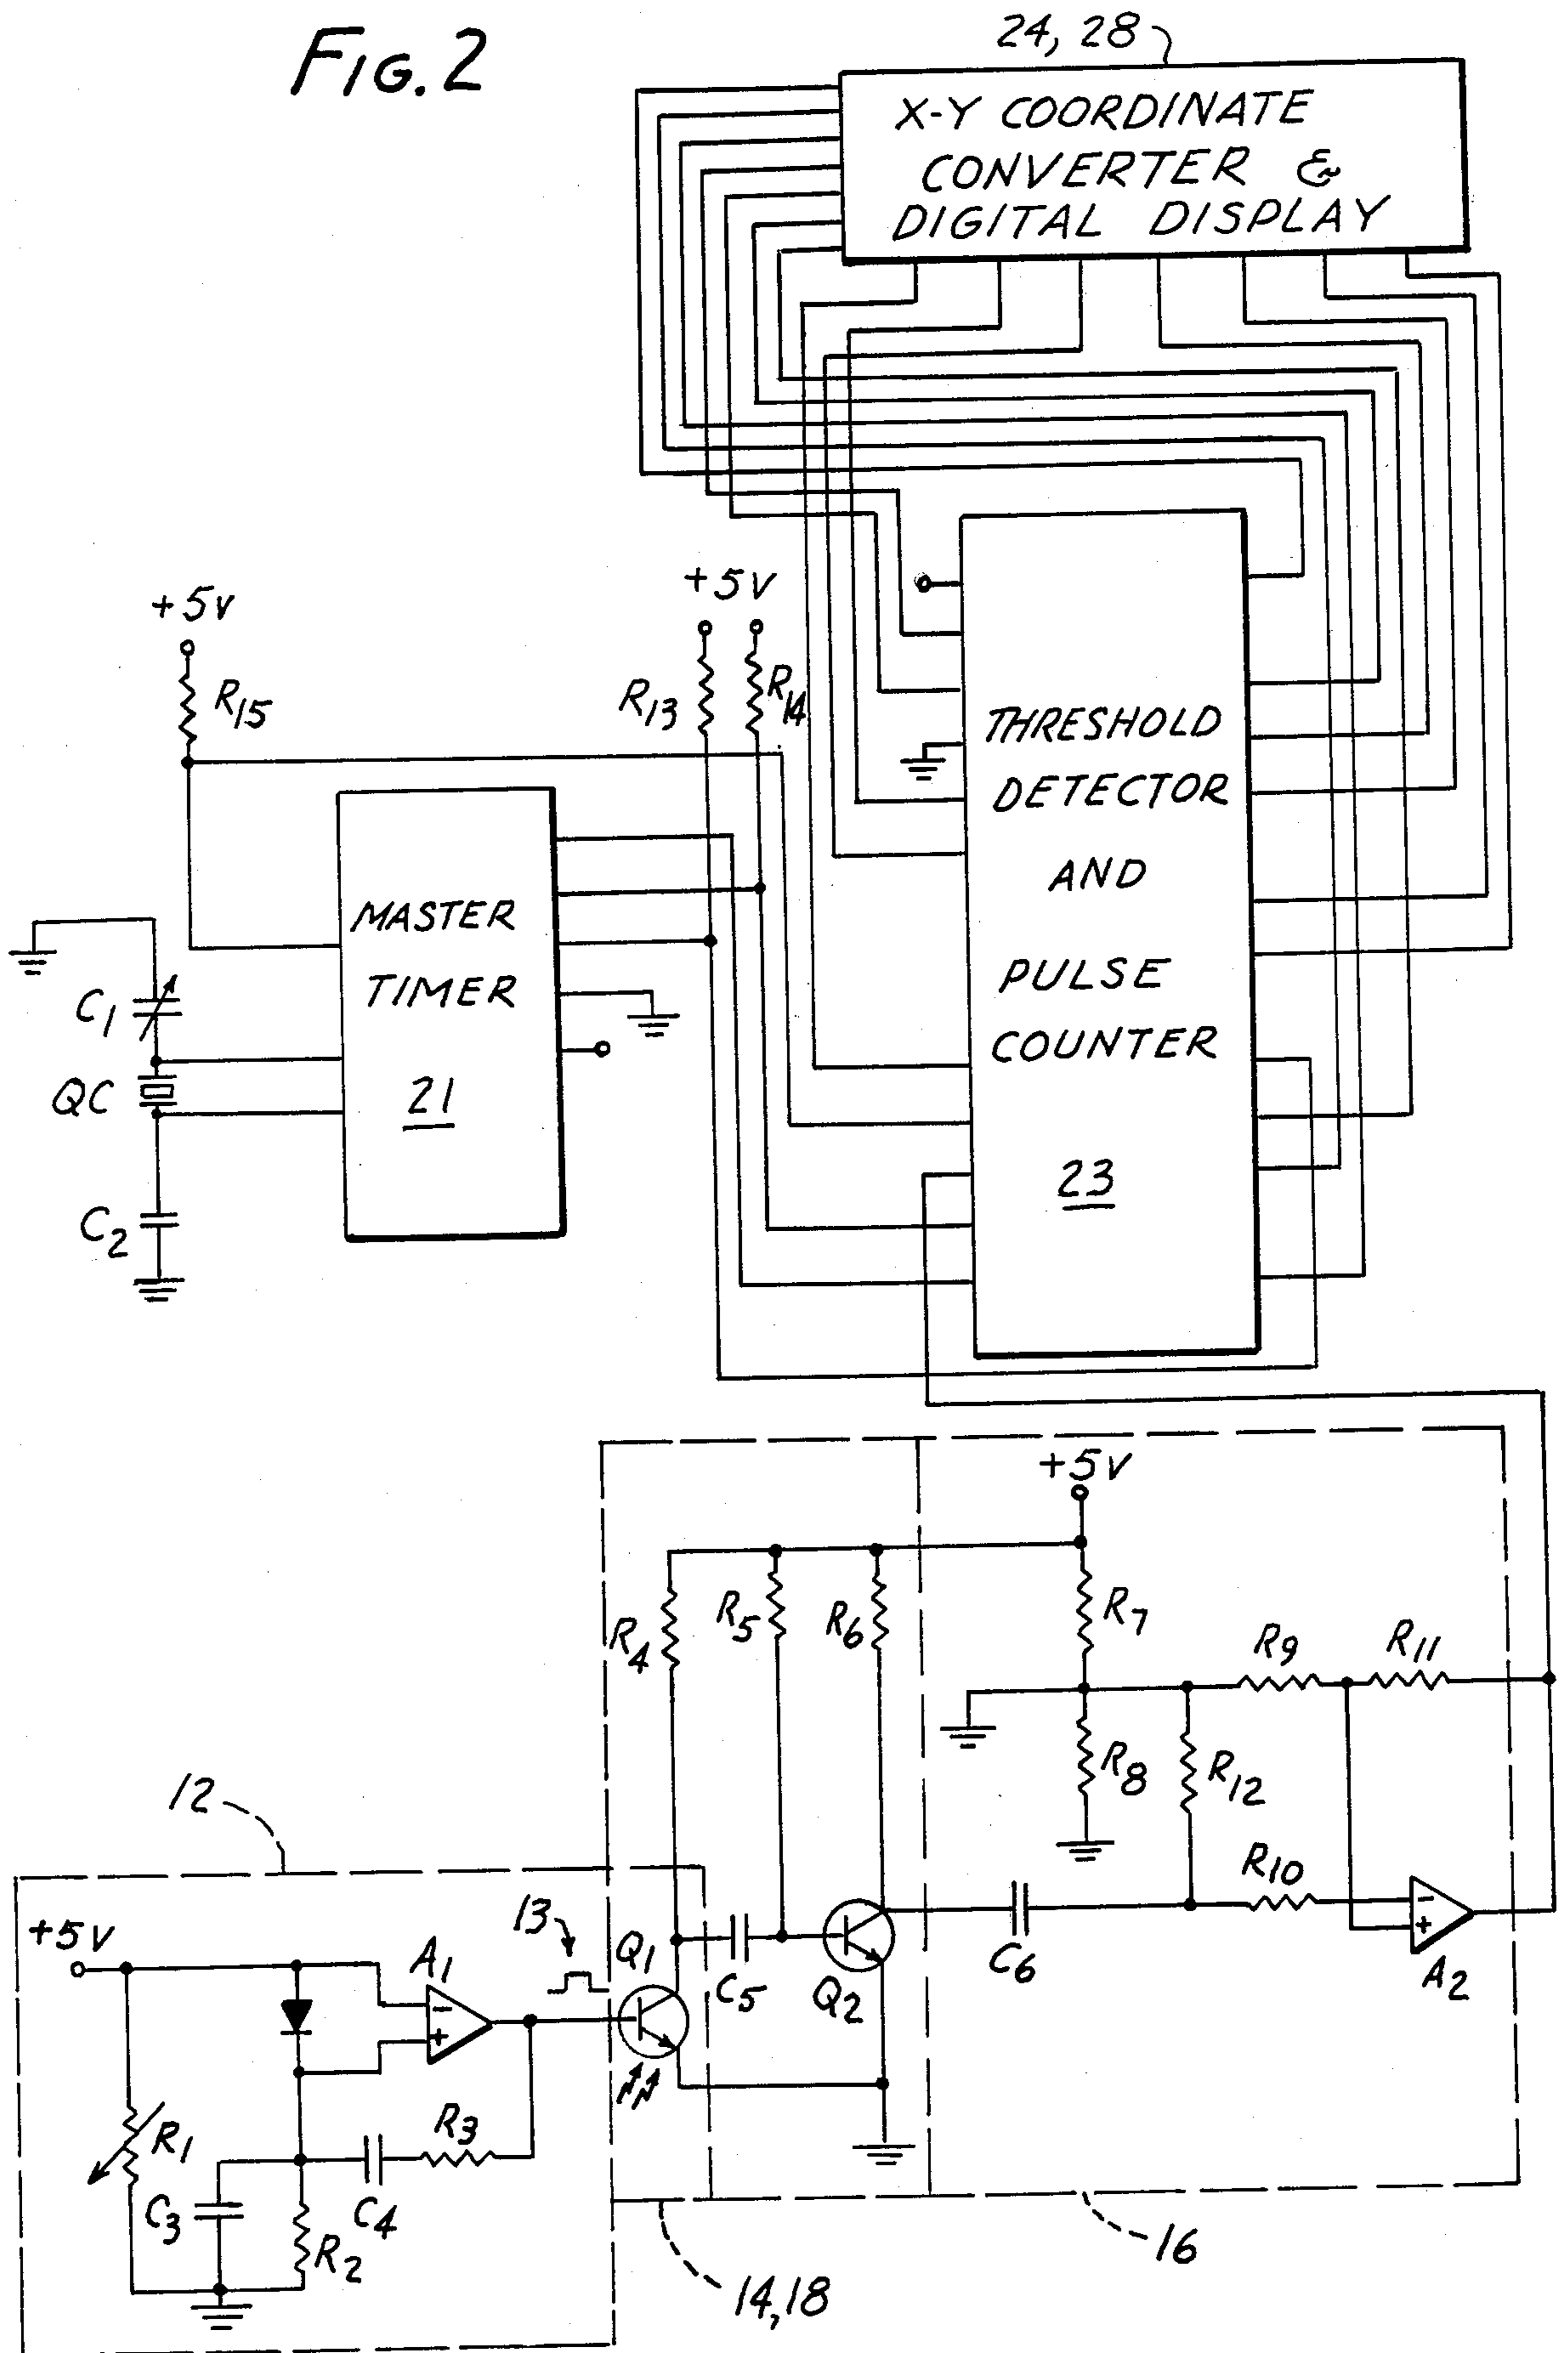 FIG. 2
24, 28
X-Y COORDINATE
CONVERTER &
DIGITAL DISPLAY
+5v
R15
+5v
R13
R14
THRESHOLD
DETECTOR
AND
PULSE
COUNTER
23
MASTER
TIMER
21
C1
QC
C2
+5v
R4
R5
R6
R7
R9
R11
R8
R12
R10
12
13
+5v
A1
Q1
C5
Q2
C6
A2
R1
R3
C3
C4
R2
14,18
16
-
+
-
+